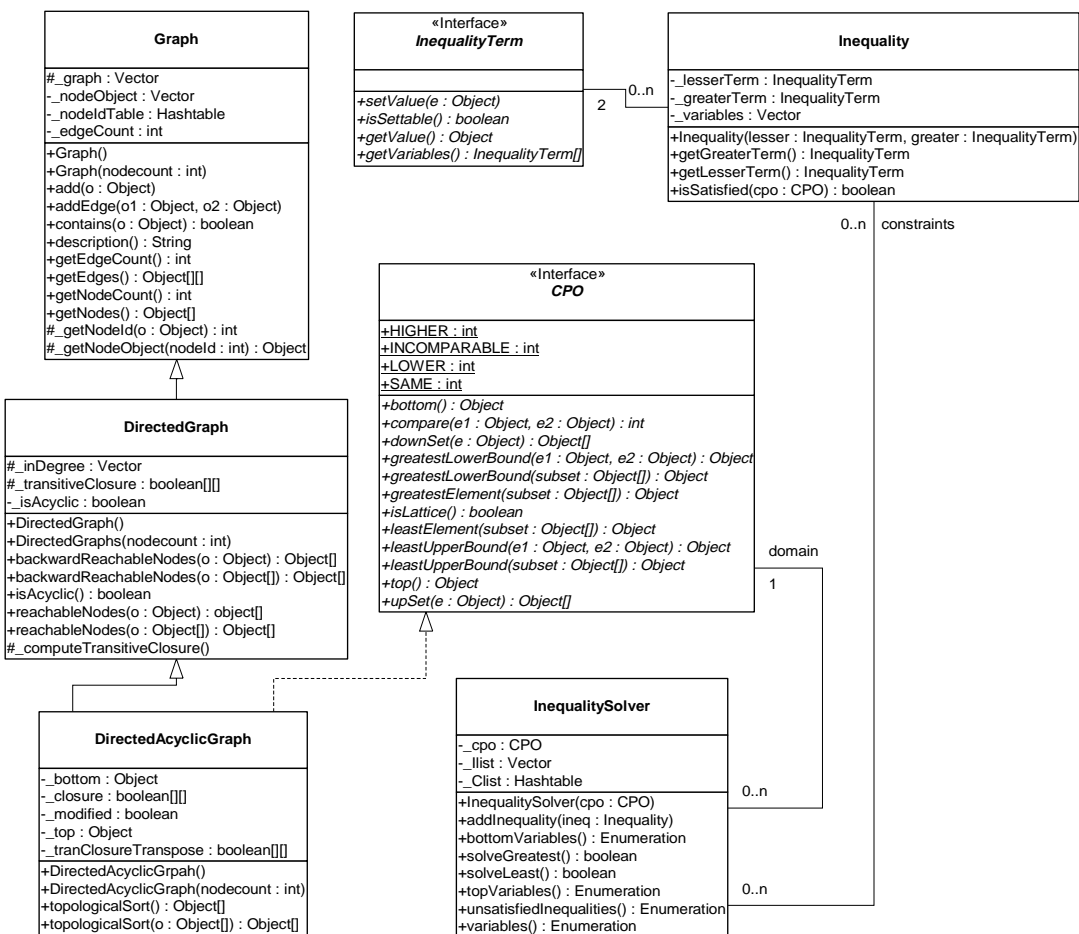 Graph
#_graph : Vector
-_nodeObject : Vector
-_nodeIdTable : Hashtable
-_edgeCount : int
+Graph()
+Graph(nodecount : int)
+add(o : Object)
+addEdge(o1 : Object, o2 : Object)
+contains(o : Object) : boolean
+description() : String
+getEdgeCount() : int
+getEdges() : Object[][]
+getNodeCount() : int
+getNodes() : Object[]
#_getNodeId(o : Object) : int
#_getNodeObject(nodeId : int) : Object
«Interface»
InequalityTerm
+setValue(e : Object)
+isSettable() : boolean
+getValue() : Object
+getVariables() : InequalityTerm[]
2
0..n
Inequality
-_lesserTerm : InequalityTerm
-_greaterTerm : InequalityTerm
-_variables : Vector
+Inequality(lesser : InequalityTerm, greater : InequalityTerm)
+getGreaterTerm() : InequalityTerm
+getLesserTerm() : InequalityTerm
+isSatisfied(cpo : CPO) : boolean
0..n constraints
«Interface»
CPO
+HIGHER : int
+INCOMPARABLE : int
+LOWER : int
+SAME : int
+bottom() : Object
+compare(e1 : Object, e2 : Object) : int
+downSet(e : Object) : Object[]
+greatestLowerBound(e1 : Object, e2 : Object) : Object
+greatestLowerBound(subset : Object[]) : Object
+greatestElement(subset : Object[]) : Object
+isLattice() : boolean
+leastElement(subset : Object[]) : Object
+leastUpperBound(e1 : Object, e2 : Object) : Object
+leastUpperBound(subset : Object[]) : Object
+top() : Object
+upSet(e : Object) : Object[]
domain
1
DirectedGraph
#_inDegree : Vector
#_transitiveClosure : boolean[][]
-_isAcyclic : boolean
+DirectedGraph()
+DirectedGraphs(nodecount : int)
+backwardReachableNodes(o : Object) : Object[]
+backwardReachableNodes(o : Object[]) : Object[]
+isAcyclic() : boolean
+reachableNodes(o : Object) : object[]
+reachableNodes(o : Object[]) : Object[]
#_computeTransitiveClosure()
DirectedAcyclicGraph
-_bottom : Object
-_closure : boolean[][]
-_modified : boolean
-_top : Object
-_tranClosureTranspose : boolean[][]
+DirectedAcyclicGrpah()
+DirectedAcyclicGraph(nodecount : int)
+topologicalSort() : Object[]
+topologicalSort(o : Object[]) : Object[]
InequalitySolver
-_cpo : CPO
-_Ilist : Vector
-_Clist : Hashtable
+InequalitySolver(cpo : CPO)
+addInequality(ineq : Inequality)
+bottomVariables() : Enumeration
+solveGreatest() : boolean
+solveLeast() : boolean
+topVariables() : Enumeration
+unsatisfiedInequalities() : Enumeration
+variables() : Enumeration
0..n
0..n